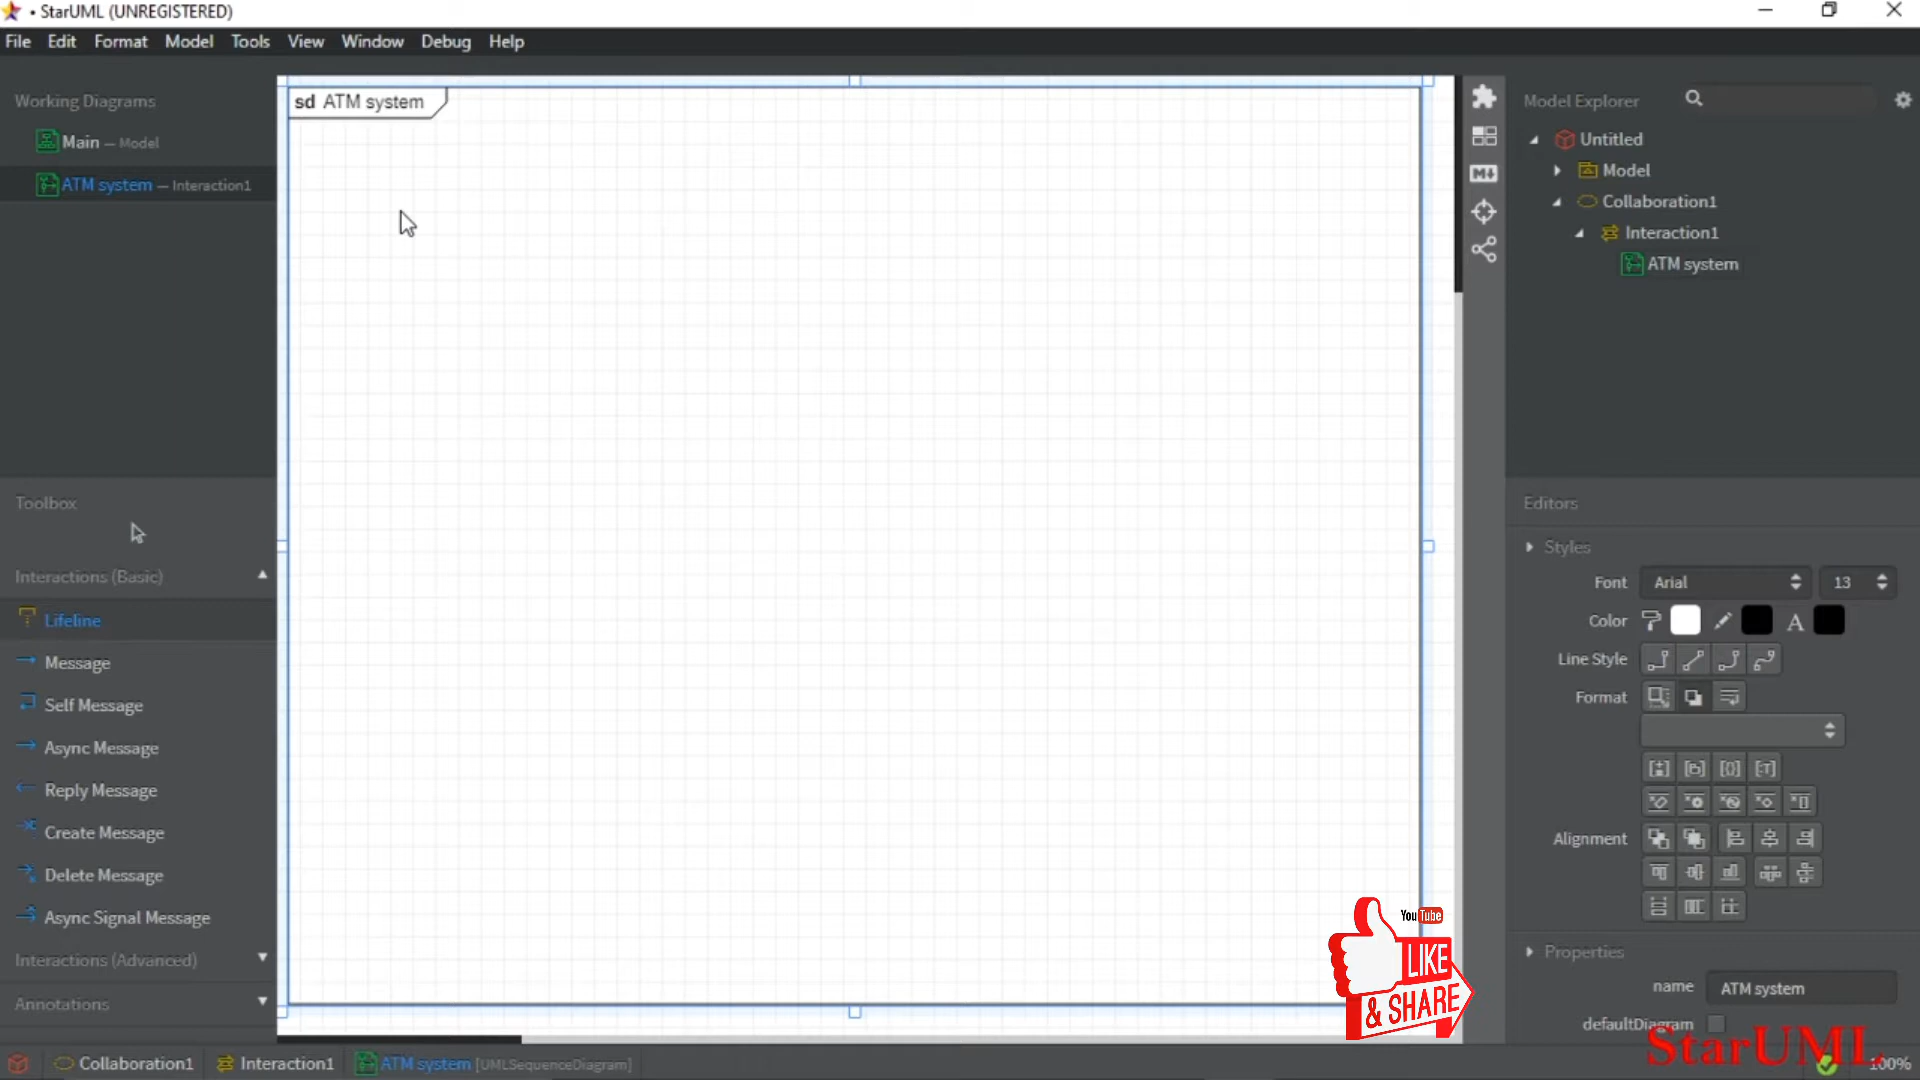 • StarUML (UNREGISTERED)
File Edit Format Model Tools View Window Debug Help
Working Diagrams
Main — Model
ATM system — Interaction1
Toolbox
Interactions (Basic)
Lifeline
Message
Self Message
Async Message
Reply Message
Create Message
Delete Message
Async Signal Message
Interactions (Advanced)
Annotations
sd ATM system
M↓
Model Explorer
Untitled
Model
Collaboration1
Interaction1
ATM system
Editors
Styles
Font Arial 13
Color A
Line Style
Format
Alignment
Properties
name ATM system
defaultDiagram
YouTube
LIKE
& SHARE
StarUML
Collaboration1 Interaction1 ATM system [UMLSequenceDiagram] 100%